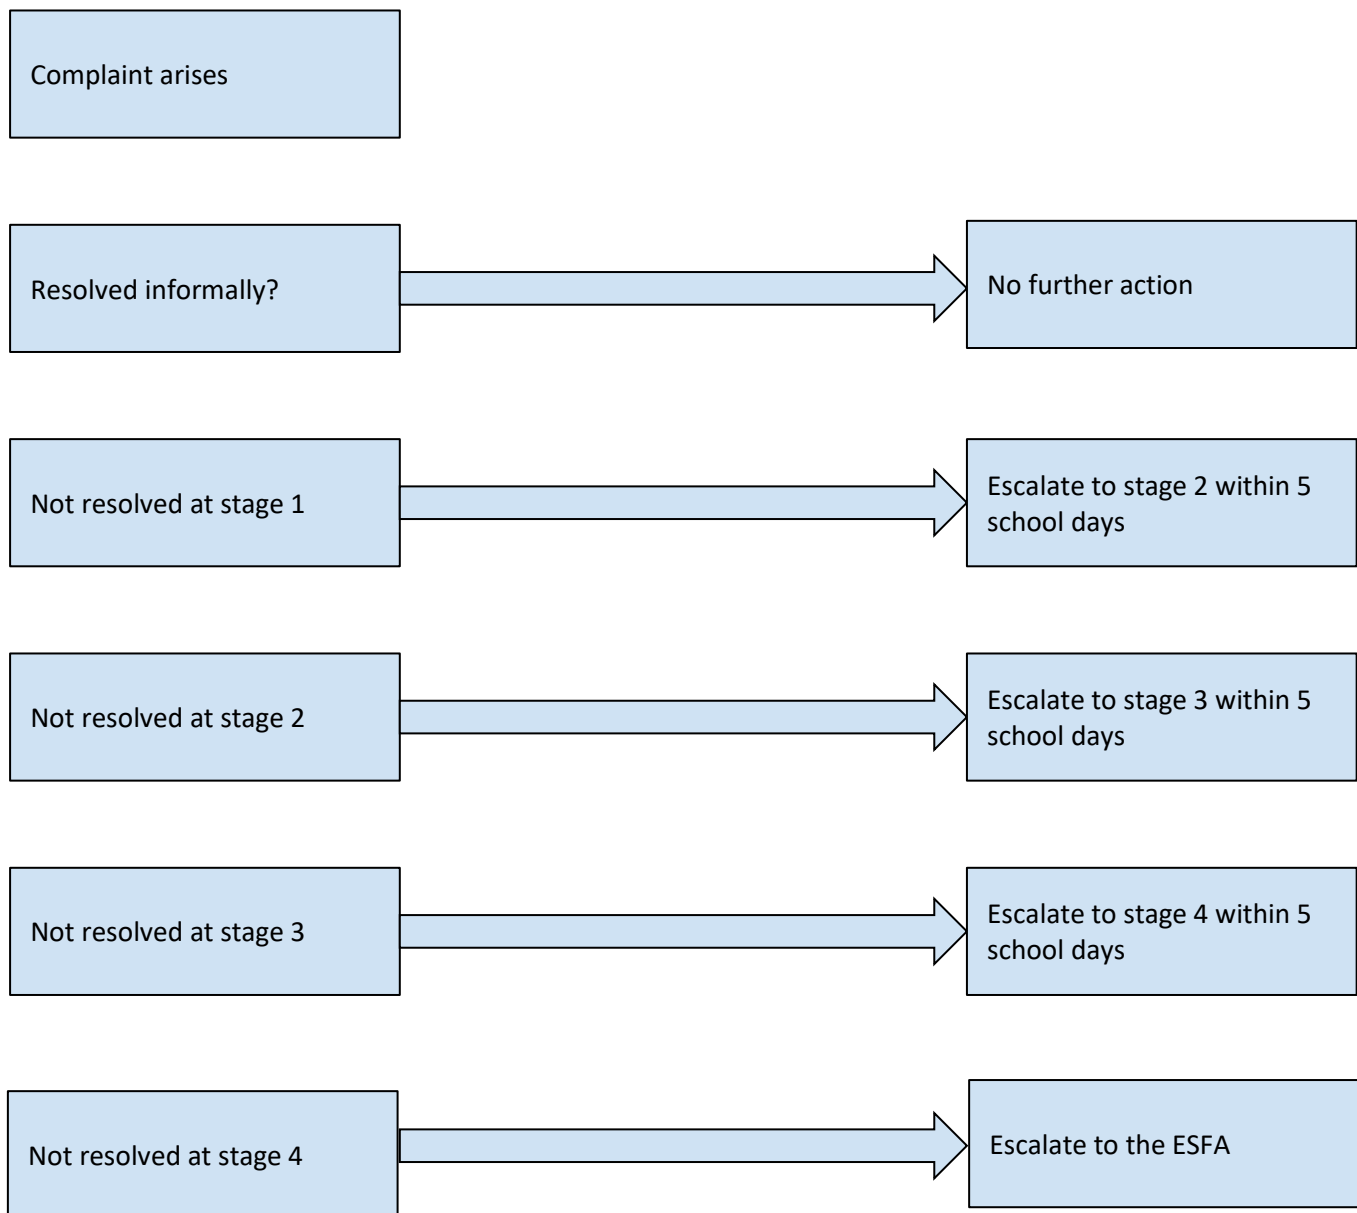 Complaint arises
Resolved informally?
No further action
Not resolved at stage 1
Escalate to stage 2 within 5
school days
Not resolved at stage 2
Escalate to stage 3 within 5
school days
Not resolved at stage 3
Escalate to stage 4 within 5
school days
Not resolved at stage 4
Escalate to the ESFA